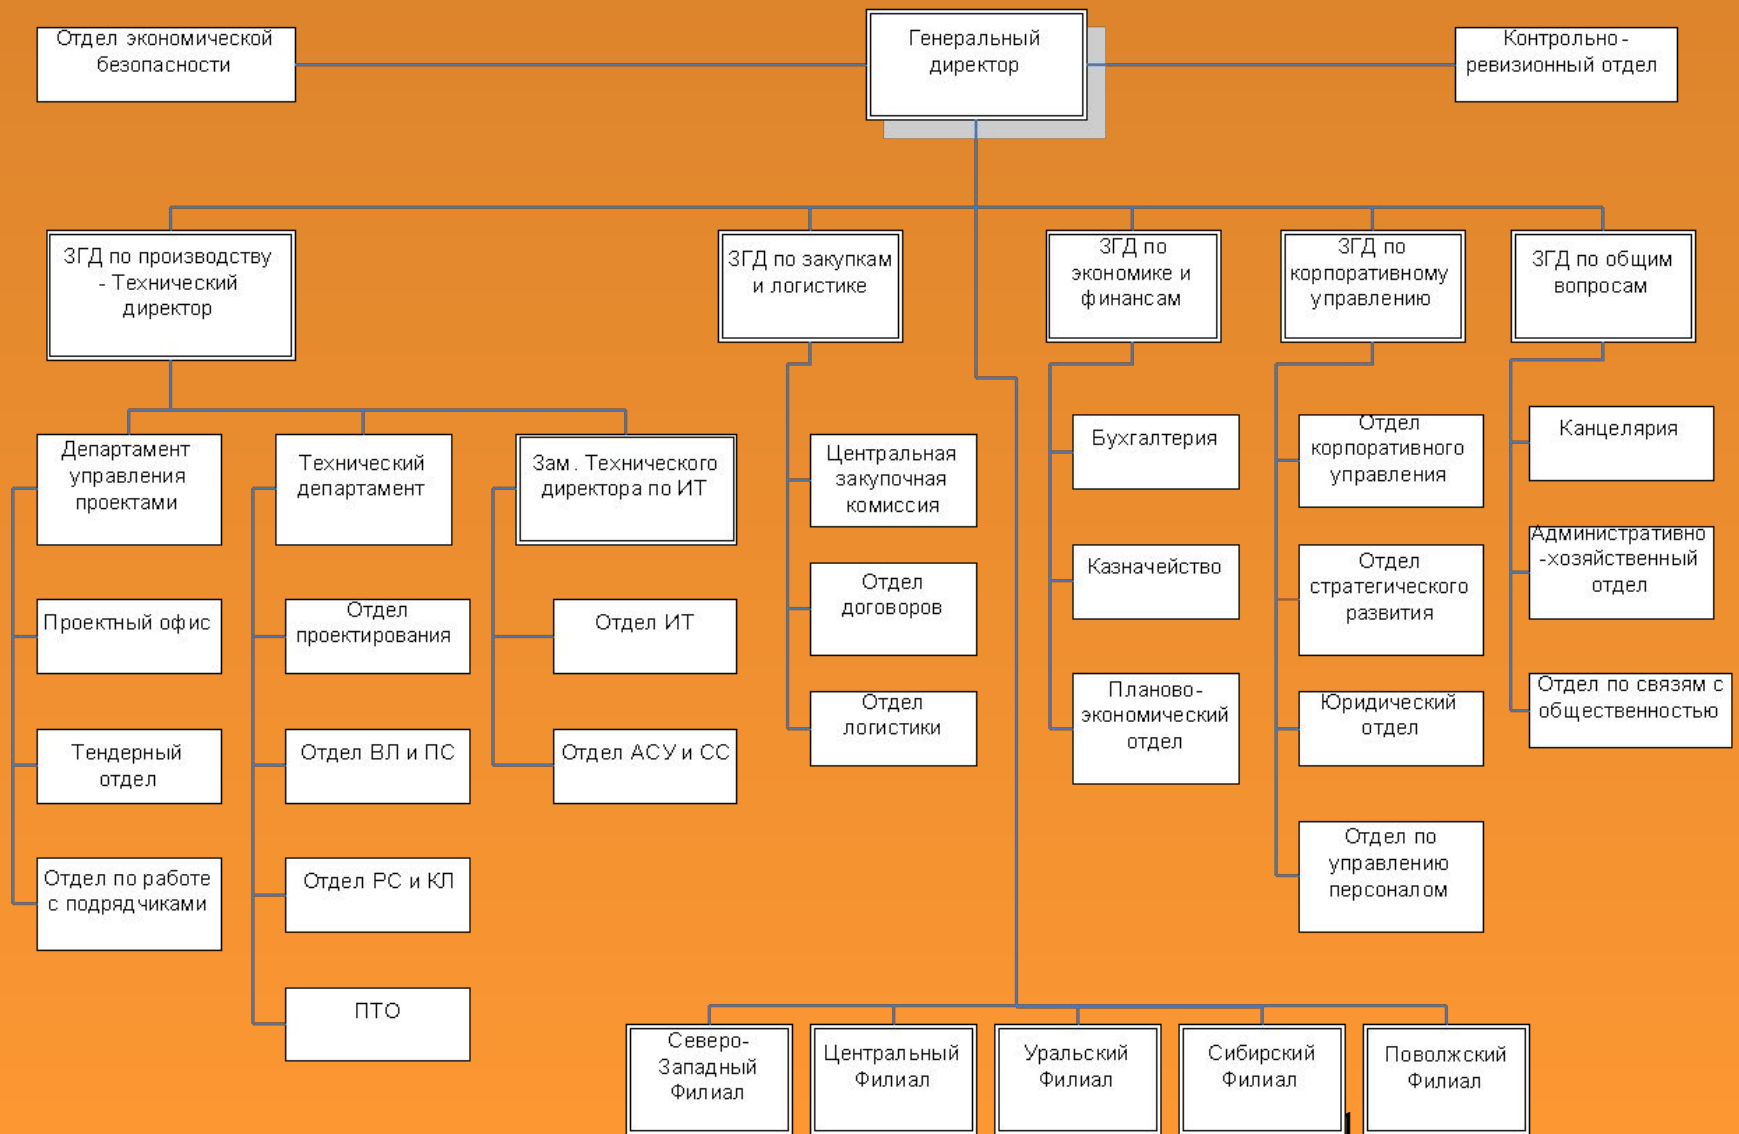 Отдел экономической
безопасности
Генеральный
директор
Контрольно-
ревизионный отдел
ЗГД по производству
- Технический
директор
ЗГД по закупкам
и логистике
ЗГД по
экономике и
финансам
ЗГД по
корпоративному
управлению
ЗГД по общим
вопросам
Департамент
управления
проектами
Технический
департамент
Зам. Технического
директора по ИТ
Центральная
закупочная
комиссия
Бухгалтерия
Отдел
корпоративного
управления
Канцелярия
Проектный офис
Отдел
проектирования
Отдел ИТ
Отдел
договоров
Казначейство
Отдел
стратегического
развития
Административно
-хозяйственный
отдел
Тендерный
отдел
Отдел ВЛ и ПС
Отдел АСУ и СС
Отдел
логистики
Планово-
экономический
отдел
Юридический
отдел
Отдел по связям с
общественностью
Отдел по работе
с подрядчиками
Отдел РС и КЛ
Отдел по
управлению
персоналом
ПТО
Северо-
Западный
Филиал
Центральный
Филиал
Уральский
Филиал
Сибирский
Филиал
Поволжский
Филиал